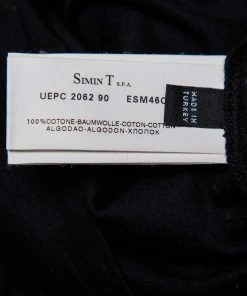 SIMIN T S.P.A.
UEPC 2062 90 ESM46
100%COTONE-BAUMWOLLE-COTON-COTTON
ALGODAO-ALGODON-ХЛОПОК
MADE IN
TURKEY